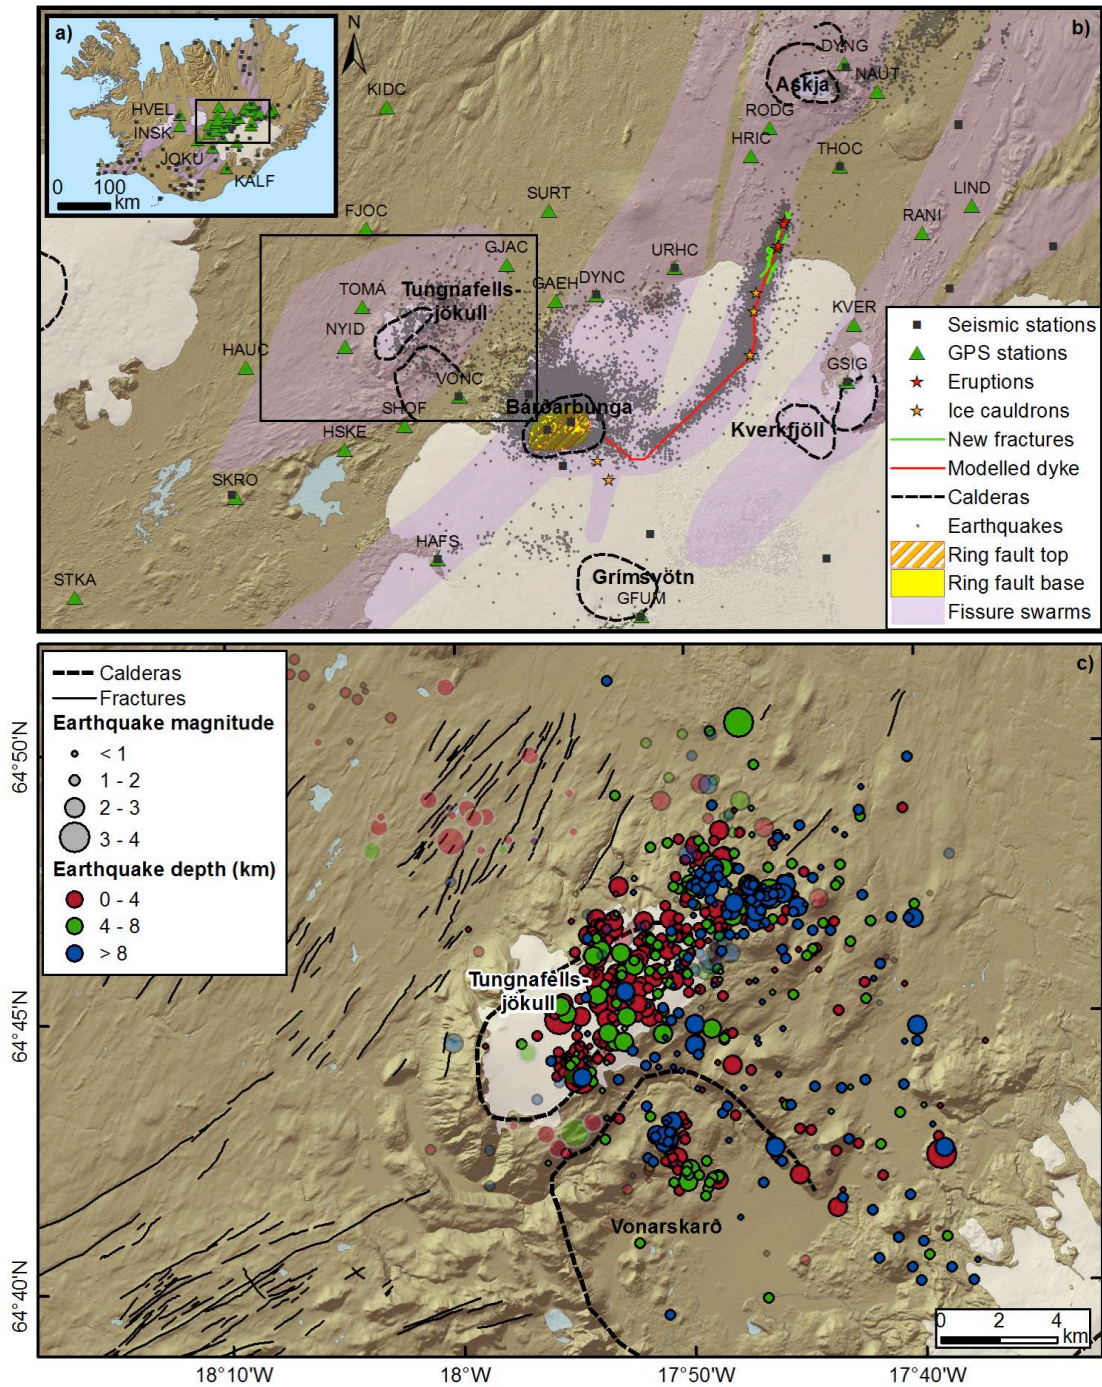 a)
HVEL
INSK
JOKU
KALF
0 100
km
N
b)
KIDC
DYNG
Askja
NAUT
RODG
HRIC
THOC
LIND
RANI
SURT
FJOC
GJAC
URHC
GAEH
DYNC
TOMA
Tungnafells-
jökull
NYID
HAUC
VONC
SHOF
Bárðarbunga
HSKE
SKRO
HAFS
STKA
KVER
GSIG
Kverkfjöll
Grímsvötn
GFUM
Seismic stations
GPS stations
Eruptions
Ice cauldrons
New fractures
Modelled dyke
Calderas
Earthquakes
Ring fault top
Ring fault base
Fissure swarms
c)
Calderas
Fractures
Earthquake magnitude
< 1
1 - 2
2 - 3
3 - 4
Earthquake depth (km)
0 - 4
4 - 8
> 8
Tungnafells-
jökull
Vonarskarð
0 2 4
km
64°50'N
64°45'N
64°40'N
18°10'W 18°W 17°50'W 17°40'W